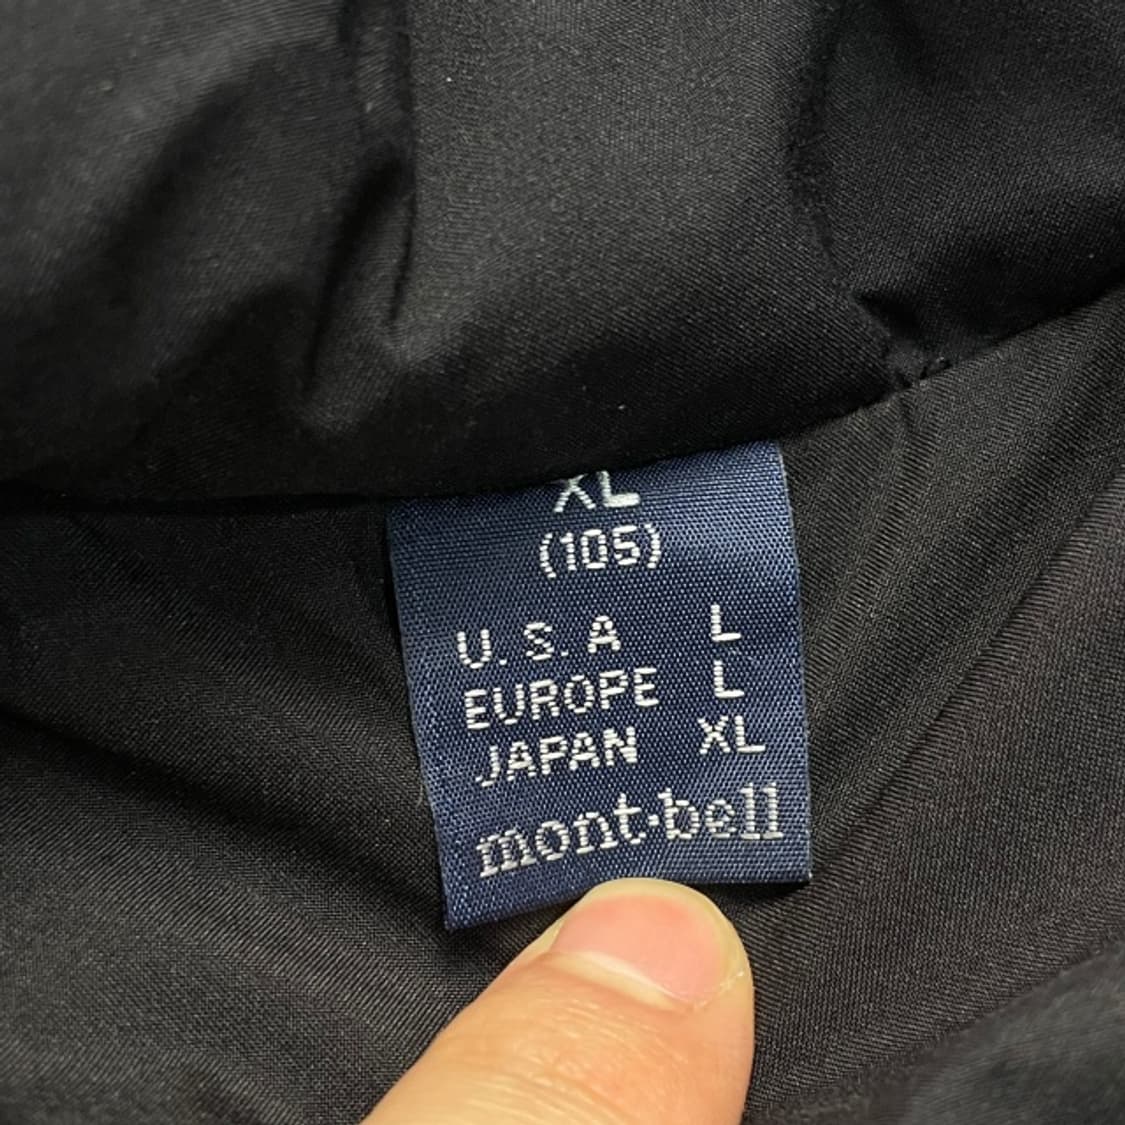 XL
(105)
U.S.A L
EUROPE L
JAPAN XL
mont·bell